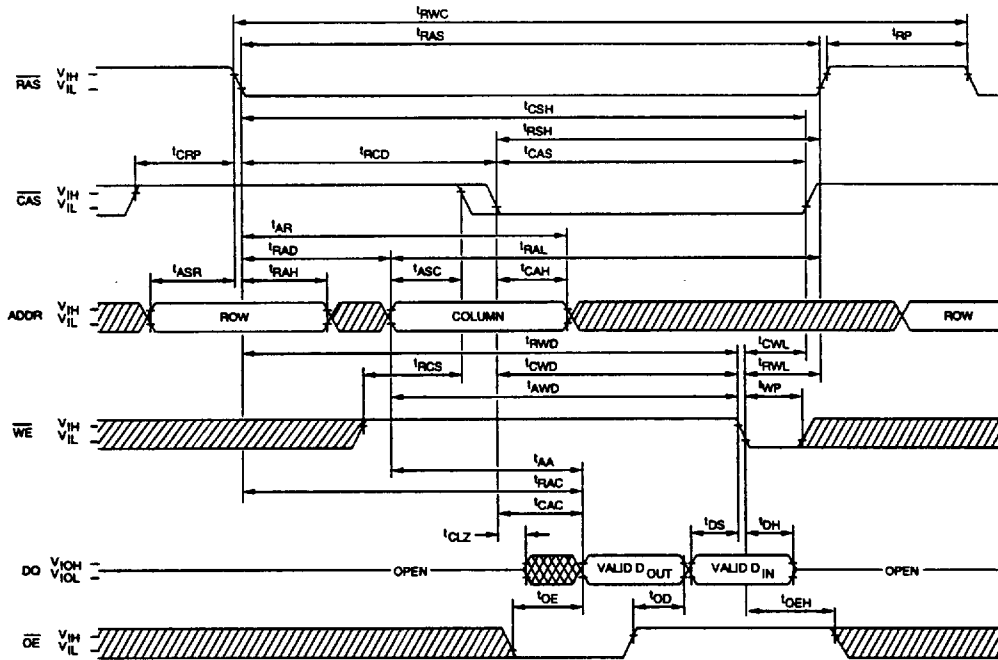 tRWC
tRAS
tRP
RAS VIH
VIL
tCSH
tRSH
tCRP
tRCD
tCAS
CAS VIH
VIL
tAR
tRAD
tRAL
tASR
tRAH
tASC
tCAH
ADDR VIH
VIL
ROW
COLUMN
ROW
tRWD
tCWL
tRCS
tCWD
tRWL
tAWD
tWP
WE VIH
VIL
tAA
tRAC
tCAC
tCLZ
tDS
tDH
DQ VIOH
VIOL
OPEN
VALID DOUT
VALID DIN
OPEN
tOE
tOD
tOEH
OE VIH
VIL